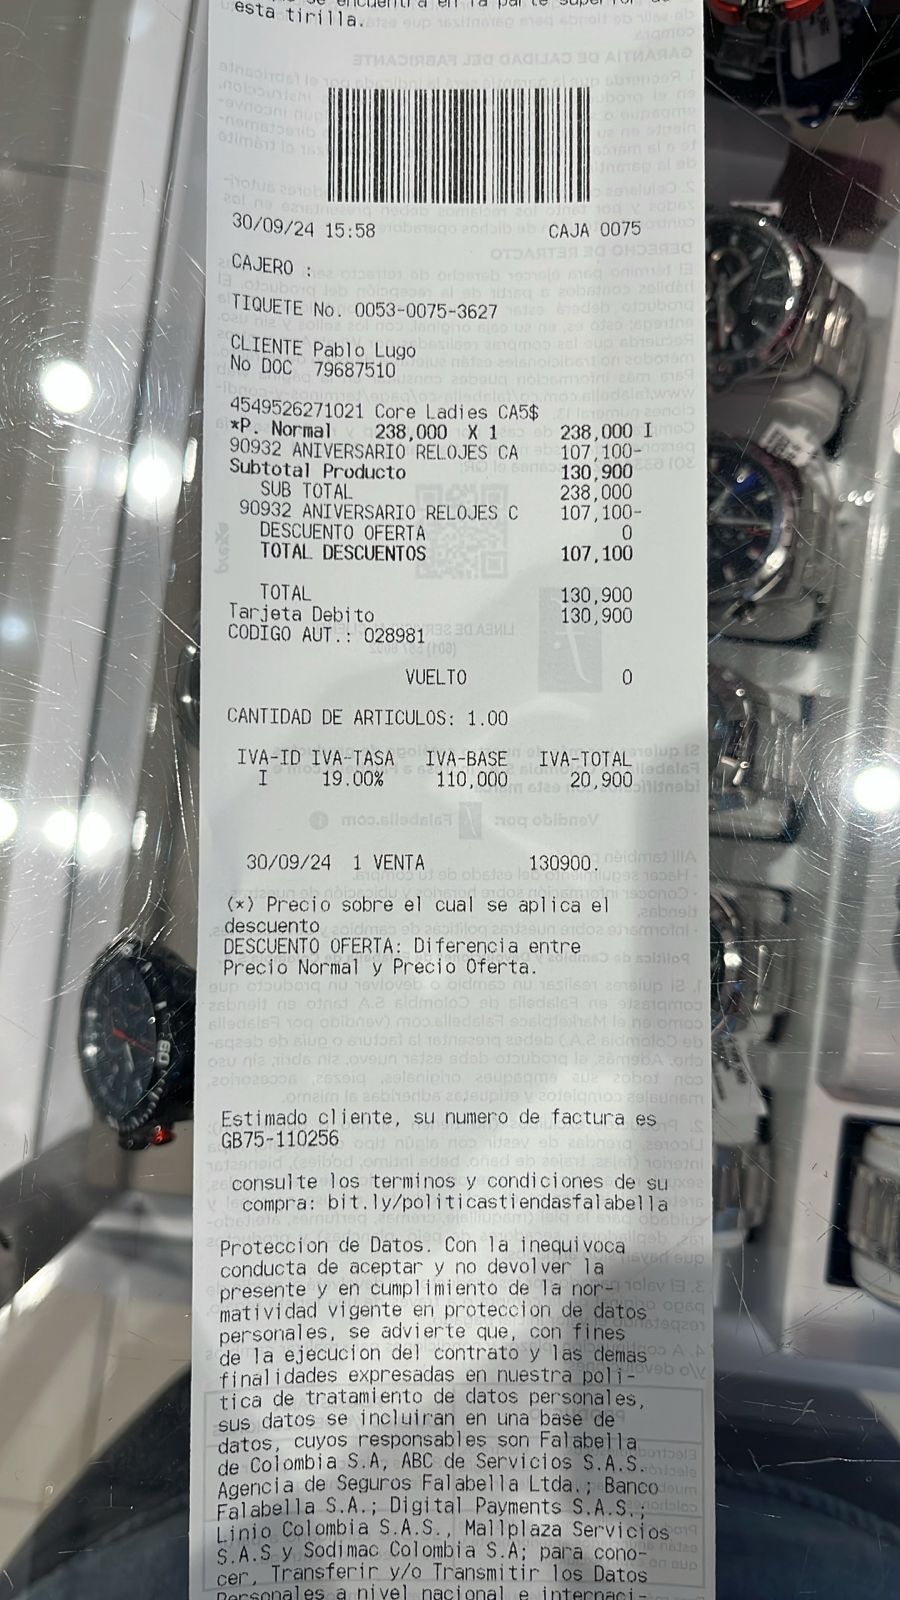 esta tirilla.
30/09/24 15:58 CAJA 0075
CAJERO :
TIQUETE No. 0053-0075-3627
CLIENTE Pablo Lugo
No DOC 79687510
4549526271021 Core Ladies CA5$
*P. Normal 238,000 X 1 238,000 I
90932 ANIVERSARIO RELOJES CA 107,100-
Subtotal Producto 130,900
SUB TOTAL 238,000
90932 ANIVERSARIO RELOJES C 107,100-
DESCUENTO OFERTA 0
TOTAL DESCUENTOS 107,100
TOTAL 130,900
Tarjeta Debito 130,900
CODIGO AUT.: 028981
VUELTO 0
CANTIDAD DE ARTICULOS: 1.00
IVA-ID IVA-TASA IVA-BASE IVA-TOTAL
I 19.00% 110,000 20,900
30/09/24 1 VENTA 130900.
(*) Precio sobre el cual se aplica el
descuento
DESCUENTO OFERTA: Diferencia entre
Precio Normal y Precio Oferta.
Estimado cliente, su numero de factura es
GB75-110256
consulte los terminos y condiciones de su
compra: bit.ly/politicastiendasfalabella
Proteccion de Datos. Con la inequivoca
conducta de aceptar y no devolver la
presente y en cumplimiento de la nor-
matividad vigente en proteccion de datos
personales, se advierte que, con fines
de la ejecucion del contrato y las demas
finalidades expresadas en nuestra poli-
tica de tratamiento de datos personales,
sus datos se incluiran en una base de
datos, cuyos responsables son Falabella
de Colombia S.A, ABC de Servicios S.A.S.
Agencia de Seguros Falabella Ltda.; Banco
Falabella S.A.; Digital Payments S.A.S.,
Linio Colombia S.A.S., Mallplaza Servicios
S.A.S y Sodimac Colombia S.A; para cono-
cer, Transferir y/o Transmitir los Datos
Personales a nivel nacional e internaci-